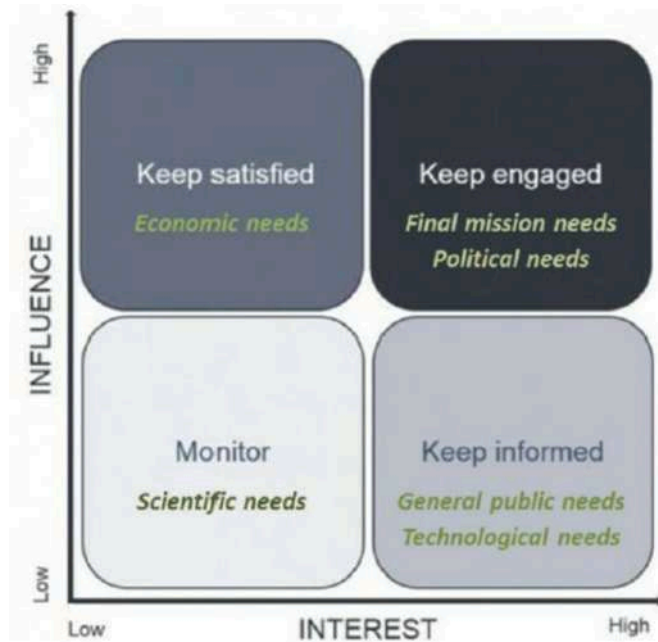 High
Keep satisfied
Economic needs
Keep engaged
Final mission needs
Political needs
INFLUENCE
Monitor
Scientific needs
Keep informed
General public needs
Technological needs
Low
Low
INTEREST
High